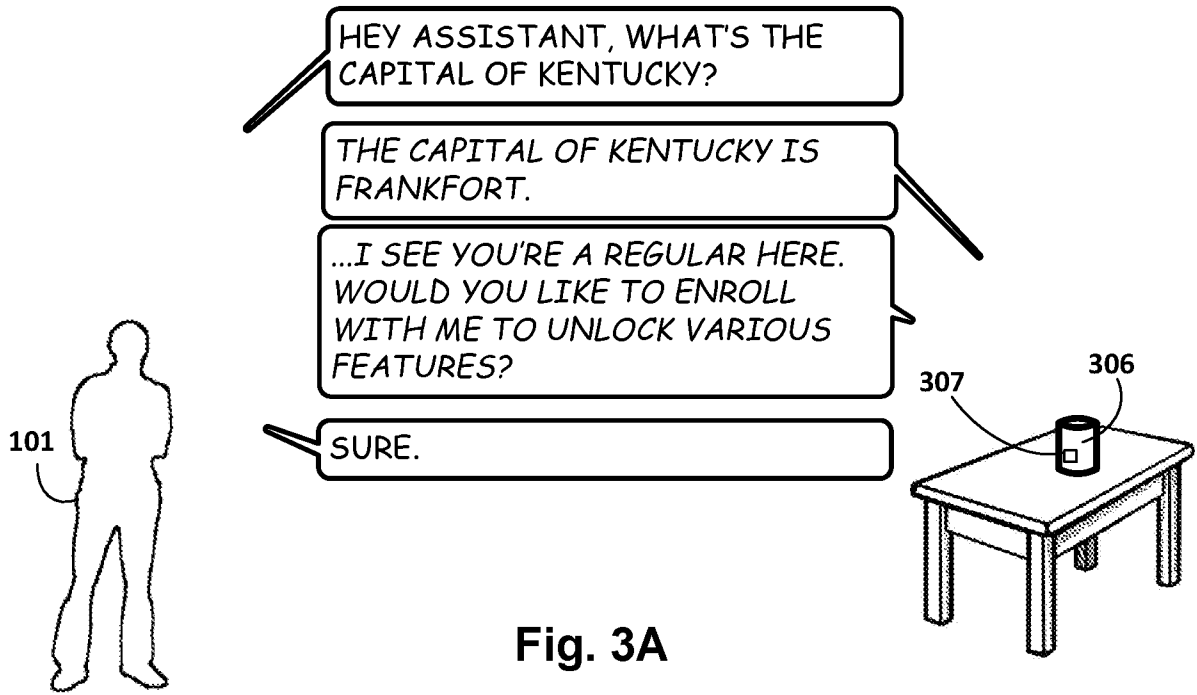 HEY ASSISTANT, WHAT'S THE
CAPITAL OF KENTUCKY?
THE CAPITAL OF KENTUCKY IS
FRANKFORT.
...I SEE YOU'RE A REGULAR HERE.
WOULD YOU LIKE TO ENROLL
WITH ME TO UNLOCK VARIOUS
FEATURES?
SURE.
101
307
306
Fig. 3A